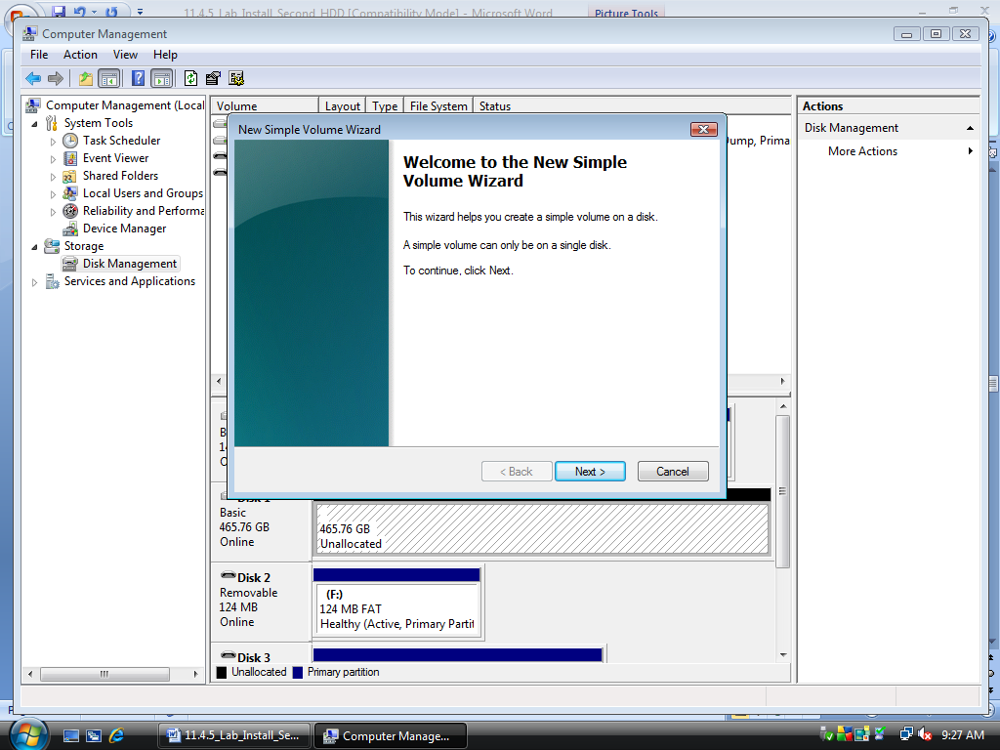 11.4.5_Lab_Install_Second_HDD [Compatibility Mode] - Microsoft Word
Picture Tools
Computer Management
File Action View Help
Computer Management (Local
System Tools
Task Scheduler
Event Viewer
Shared Folders
Local Users and Groups
Reliability and Performa
Device Manager
Storage
Disk Management
Services and Applications
Volume Layout Type File System Status
ump, Prima
Actions
Disk Management
More Actions
New Simple Volume Wizard
Welcome to the New Simple
Volume Wizard
This wizard helps you create a simple volume on a disk.
A simple volume can only be on a single disk.
To continue, click Next.
< Back Next > Cancel
Disk 1
Basic
465.76 GB
Online
465.76 GB
Unallocated
Disk 2
Removable
124 MB
Online
(F:)
124 MB FAT
Healthy (Active, Primary Partit
Disk 3
Unallocated Primary partition
11.4.5_Lab_Install_Se...
Computer Manage...
9:27 AM